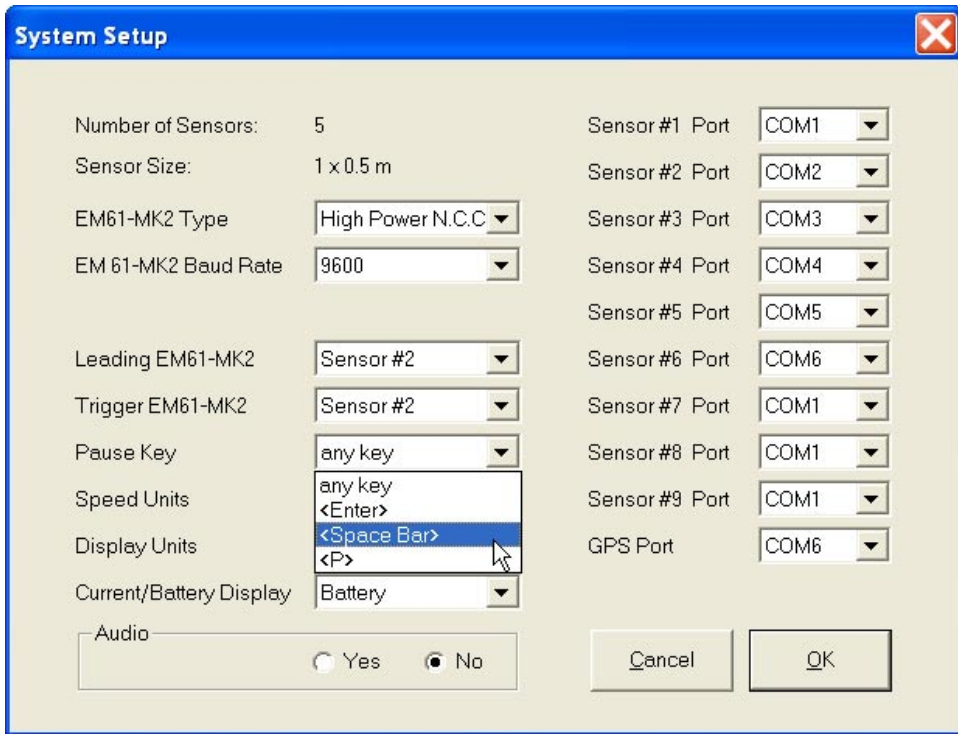 System Setup
Number of Sensors: 5
Sensor Size: 1 x 0.5 m
EM61-MK2 Type High Power N.C.C
EM 61-MK2 Baud Rate 9600
Leading EM61-MK2 Sensor #2
Trigger EM61-MK2 Sensor #2
Pause Key any key
any key
<Enter>
<Space Bar>
<P>
Speed Units
Display Units
Current/Battery Display Battery
Audio
Yes No
Sensor #1 Port COM1
Sensor #2 Port COM2
Sensor #3 Port COM3
Sensor #4 Port COM4
Sensor #5 Port COM5
Sensor #6 Port COM6
Sensor #7 Port COM1
Sensor #8 Port COM1
Sensor #9 Port COM1
GPS Port COM6
Cancel OK